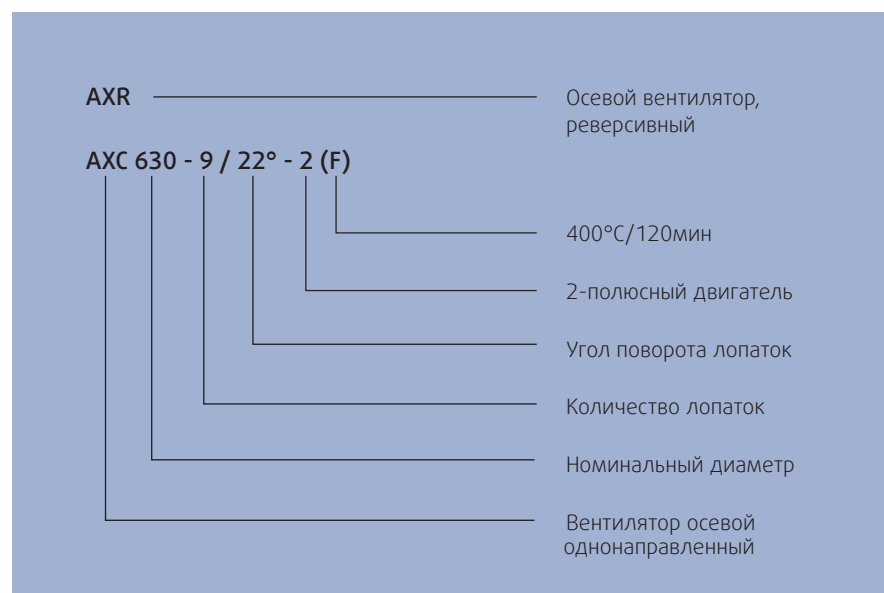 AXR
Осевой вентилятор,
реверсивный
AXC 630 - 9 / 22° - 2 (F)
400°C/120мин
2-полюсный двигатель
Угол поворота лопаток
Количество лопаток
Номинальный диаметр
Вентилятор осевой
однонаправленный